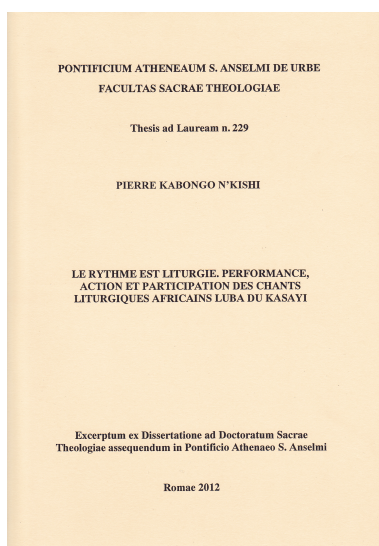 PONTIFICIUM ATHENEAUM S. ANSELMI DE URBE
FACULTAS SACRAE THEOLOGIAE
Thesis ad Lauream n. 229
PIERRE KABONGO N'KISHI
LE RYTHME EST LITURGIE. PERFORMANCE,
ACTION ET PARTICIPATION DES CHANTS
LITURGIQUES AFRICAINS LUBA DU KASAYI
Excerptum ex Dissertatione ad Doctoratum Sacrae
Theologiae assequendum in Pontificio Athenaeo S. Anselmi
Romae 2012